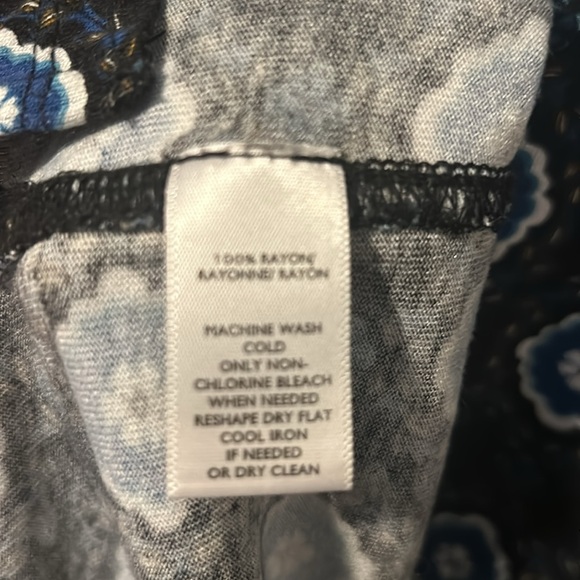 100% RAYON/
RAYONNE/ RAYÓN
MACHINE WASH
COLD
ONLY NON-
CHLORINE BLEACH
WHEN NEEDED
RESHAPE DRY FLAT
COOL IRON
IF NEEDED
OR DRY CLEAN